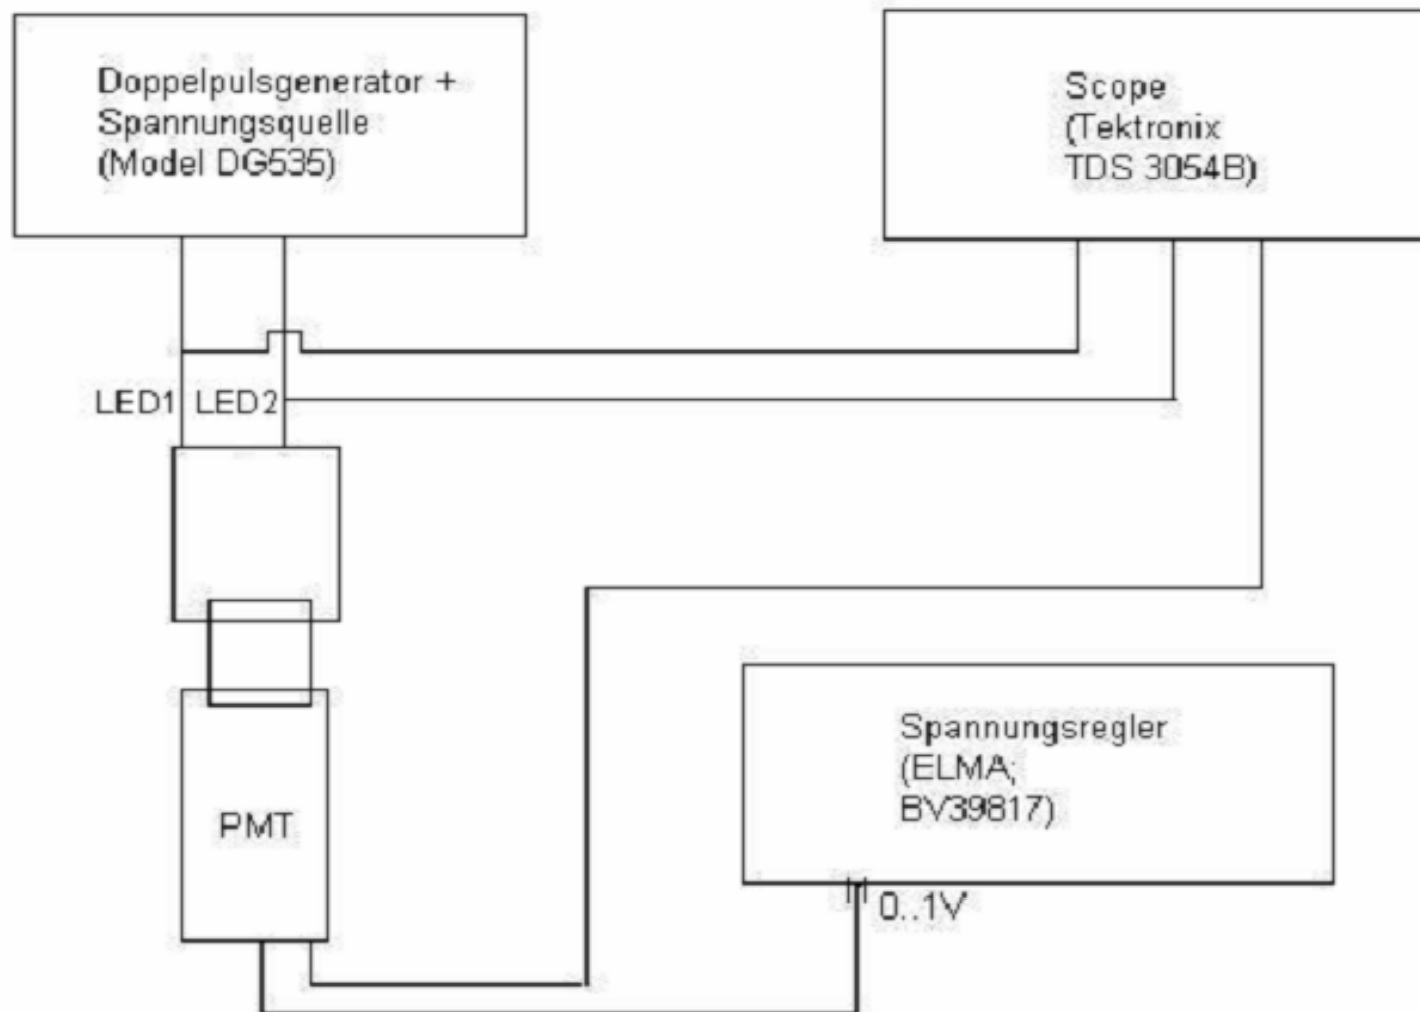 Doppelpulsgenerator +
Spannungsquelle
(Model DG535)
Scope
(Tektronix
TDS 3054B)
LED1 LED2
Spannungsregler
(ELMA;
BV39817)
PMT
0..1V